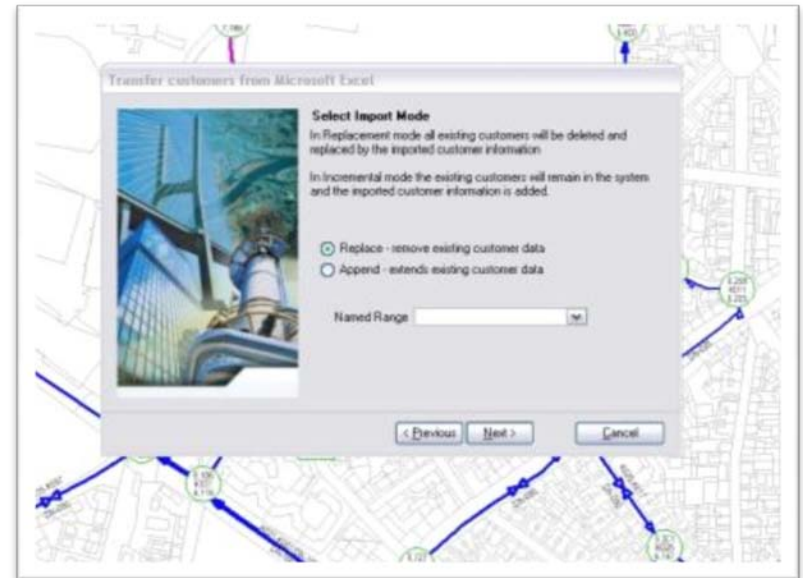 Transfer customers from Microsoft Excel
Select Import Mode
In Replacement mode all existing customers will be deleted and
replaced by the imported customer information
In Incremental mode the existing customers will remain in the system
and the imported customer information is added.
Replace - remove existing customer data
Append - extends existing customer data
Named Range
< Previous
Next >
Cancel